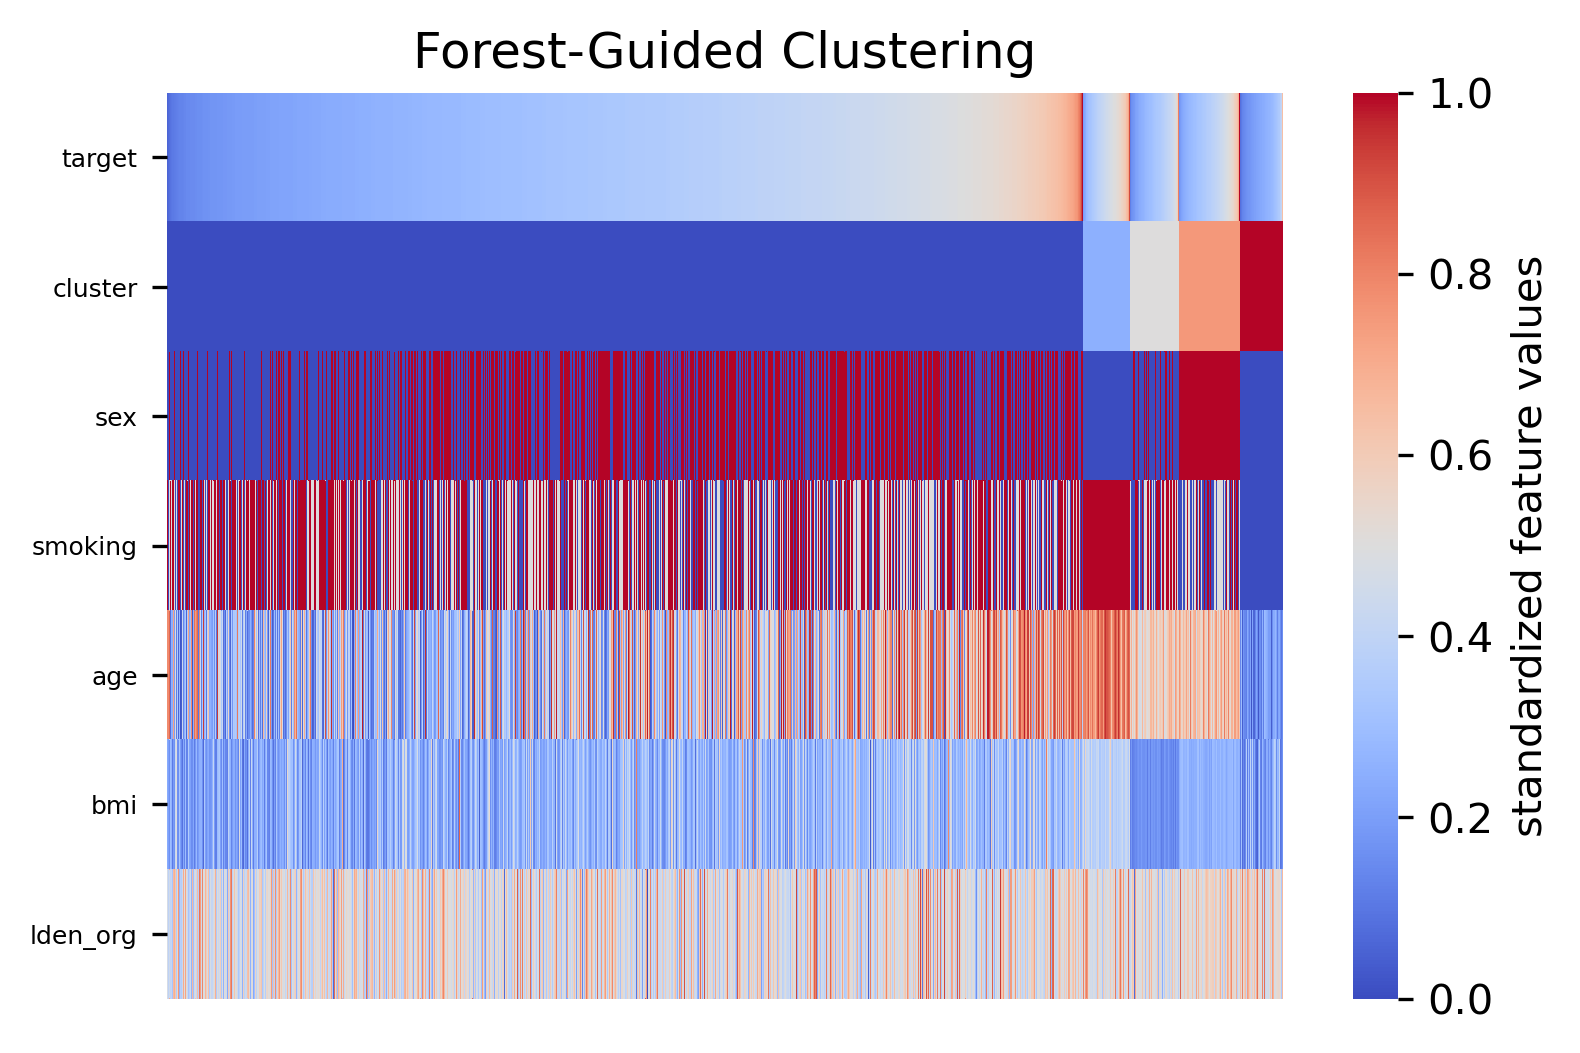 Forest-Guided Clustering
target
cluster
sex
smoking
age
bmi
lden_org
1.0
0.8
0.6
0.4
0.2
0.0
standardized feature values